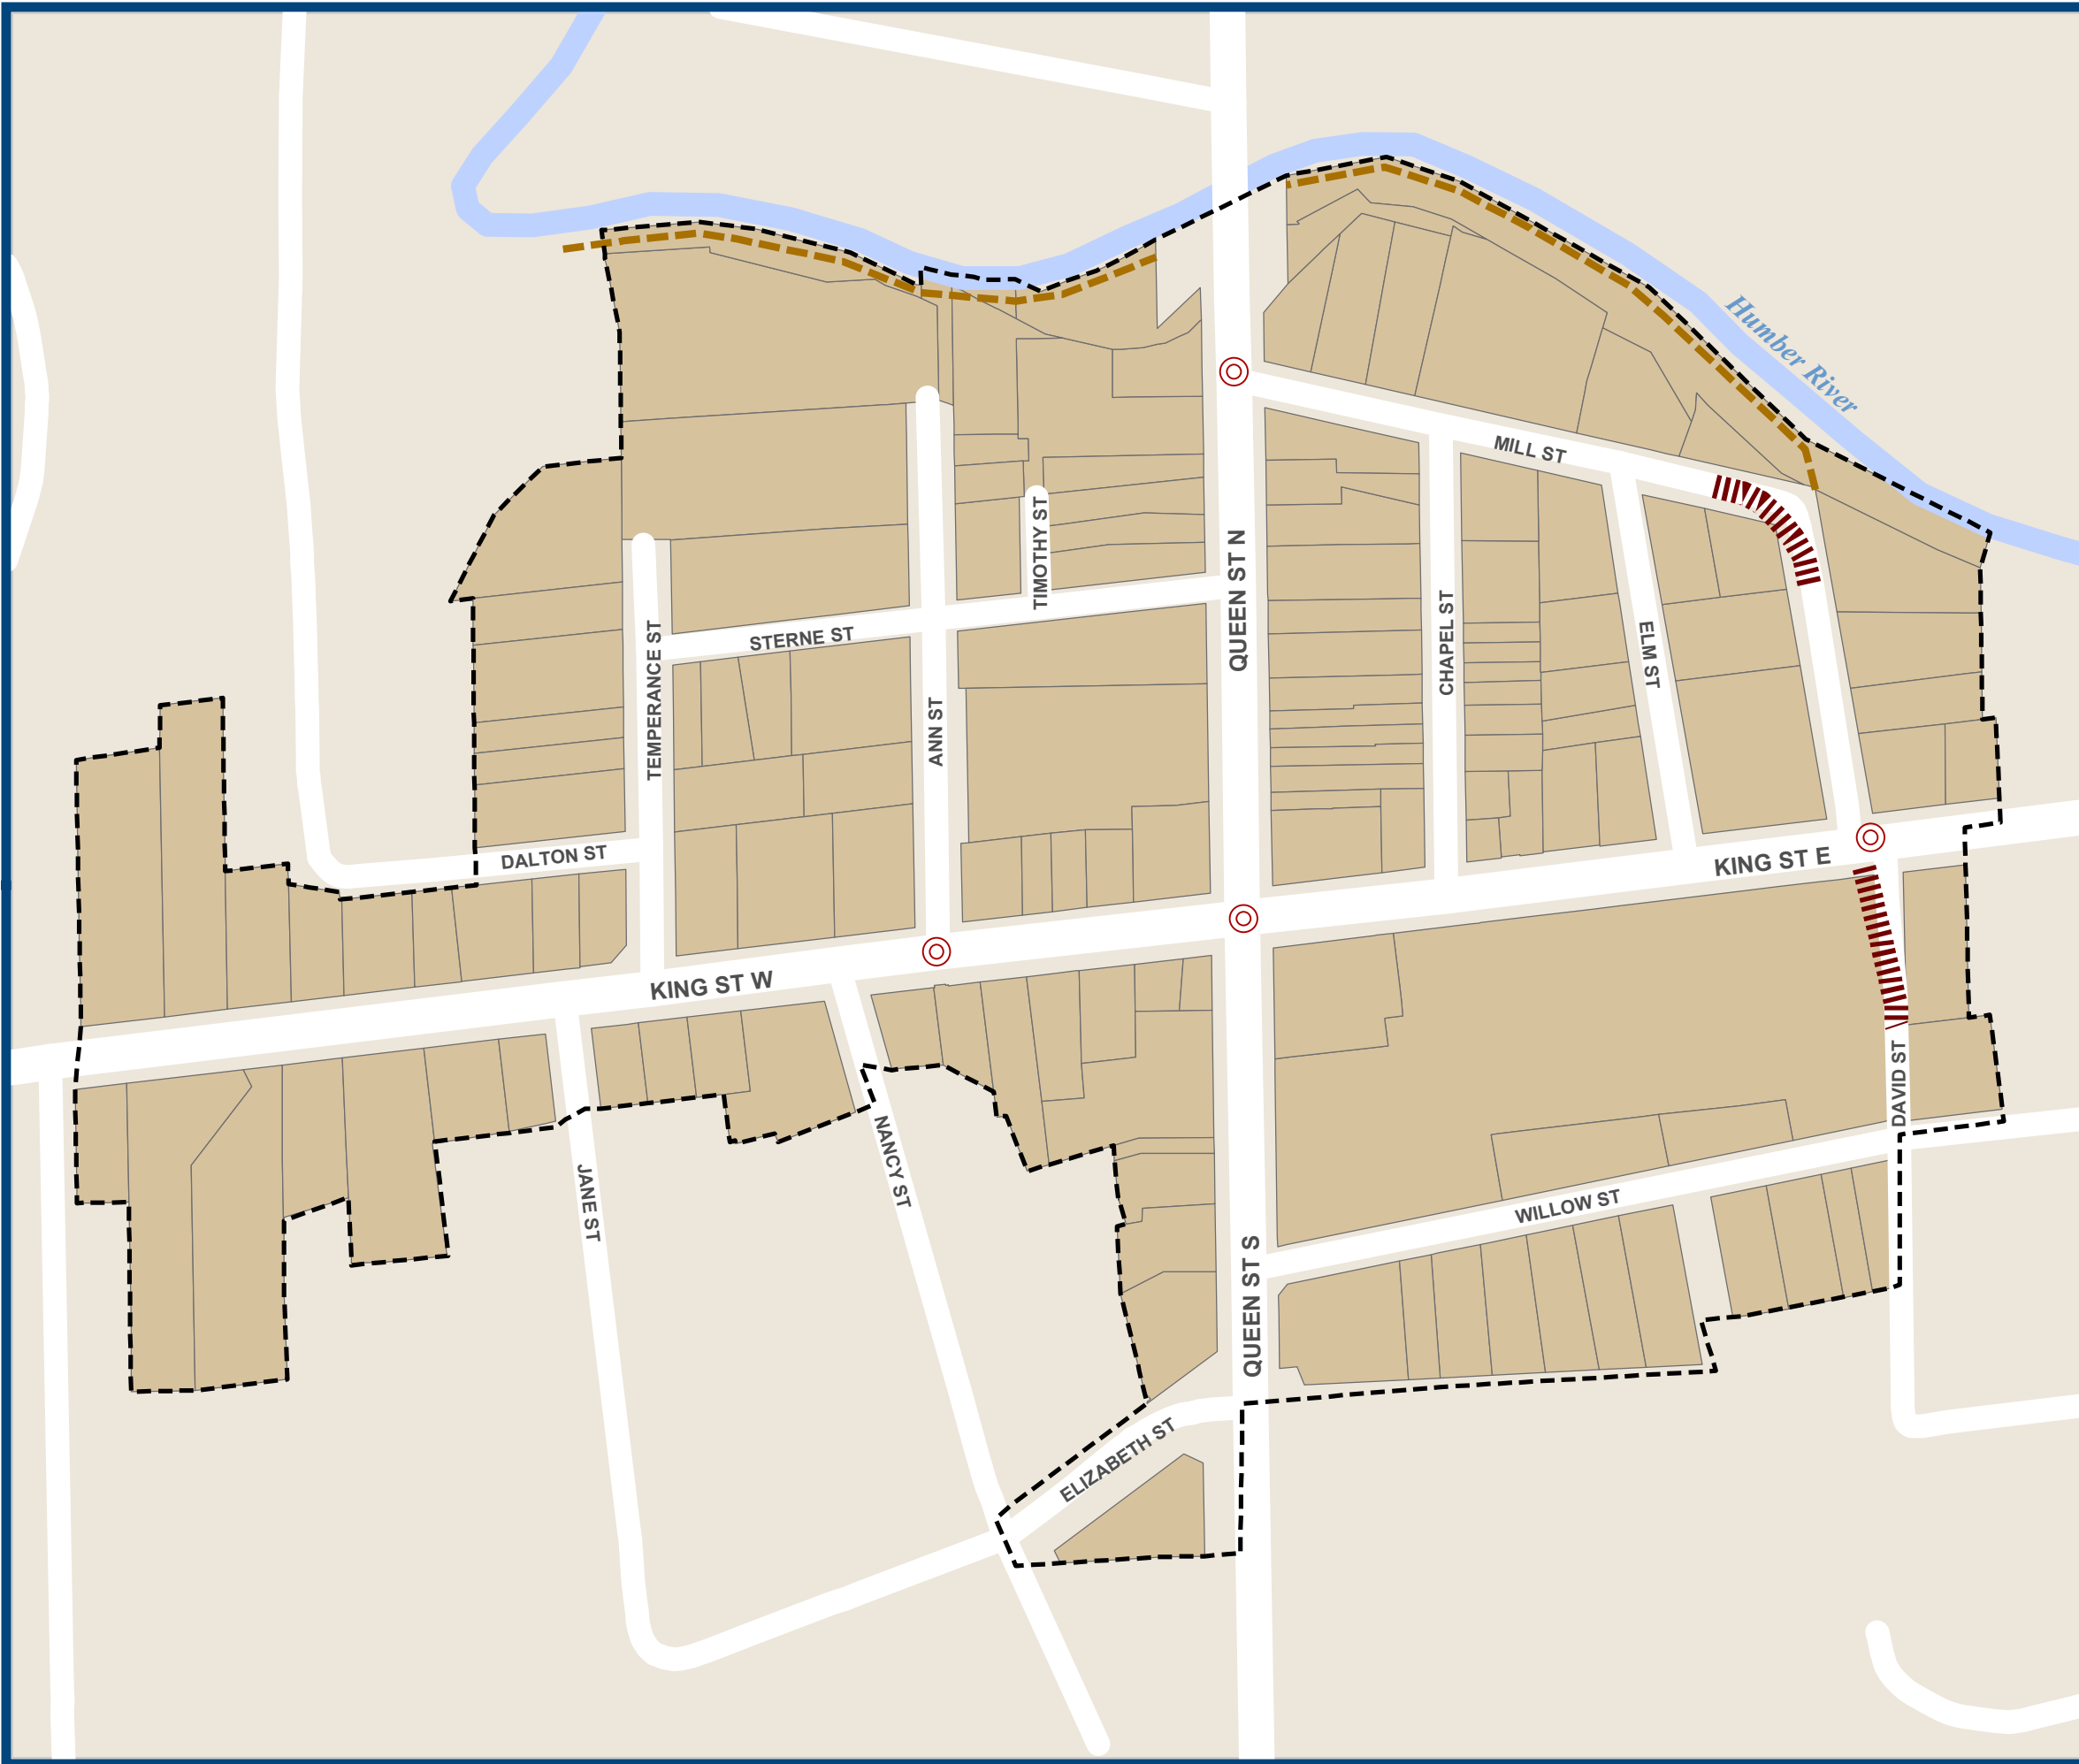 Humber River
MILL ST
QUEEN ST N
TIMOTHY ST
CHAPEL ST
ELM ST
STERNE ST
TEMPERANCE ST
ANN ST
DALTON ST
KING ST E
KING ST W
DAVID ST
NANCY ST
JANE ST
WILLOW ST
QUEEN ST S
ELIZABETH ST